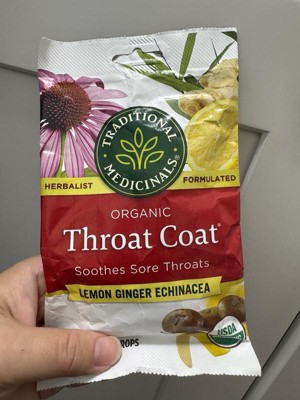 TRADITIONAL
MEDICINALS®
HERBALIST FORMULATED
ORGANIC
Throat Coat®
Soothes Sore Throats
LEMON GINGER ECHINACEA
USDA